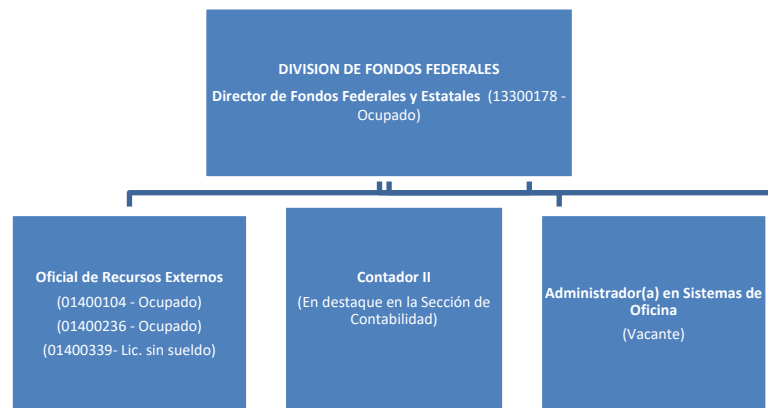 DIVISION DE FONDOS FEDERALES
Director de Fondos Federales y Estatales (13300178 -
Ocupado)
Oficial de Recursos Externos
(01400104 - Ocupado)
(01400236 - Ocupado)
(01400339- Lic. sin sueldo)
Contador II
(En destaque en la Sección de
Contabilidad)
Administrador(a) en Sistemas de
Oficina
(Vacante)